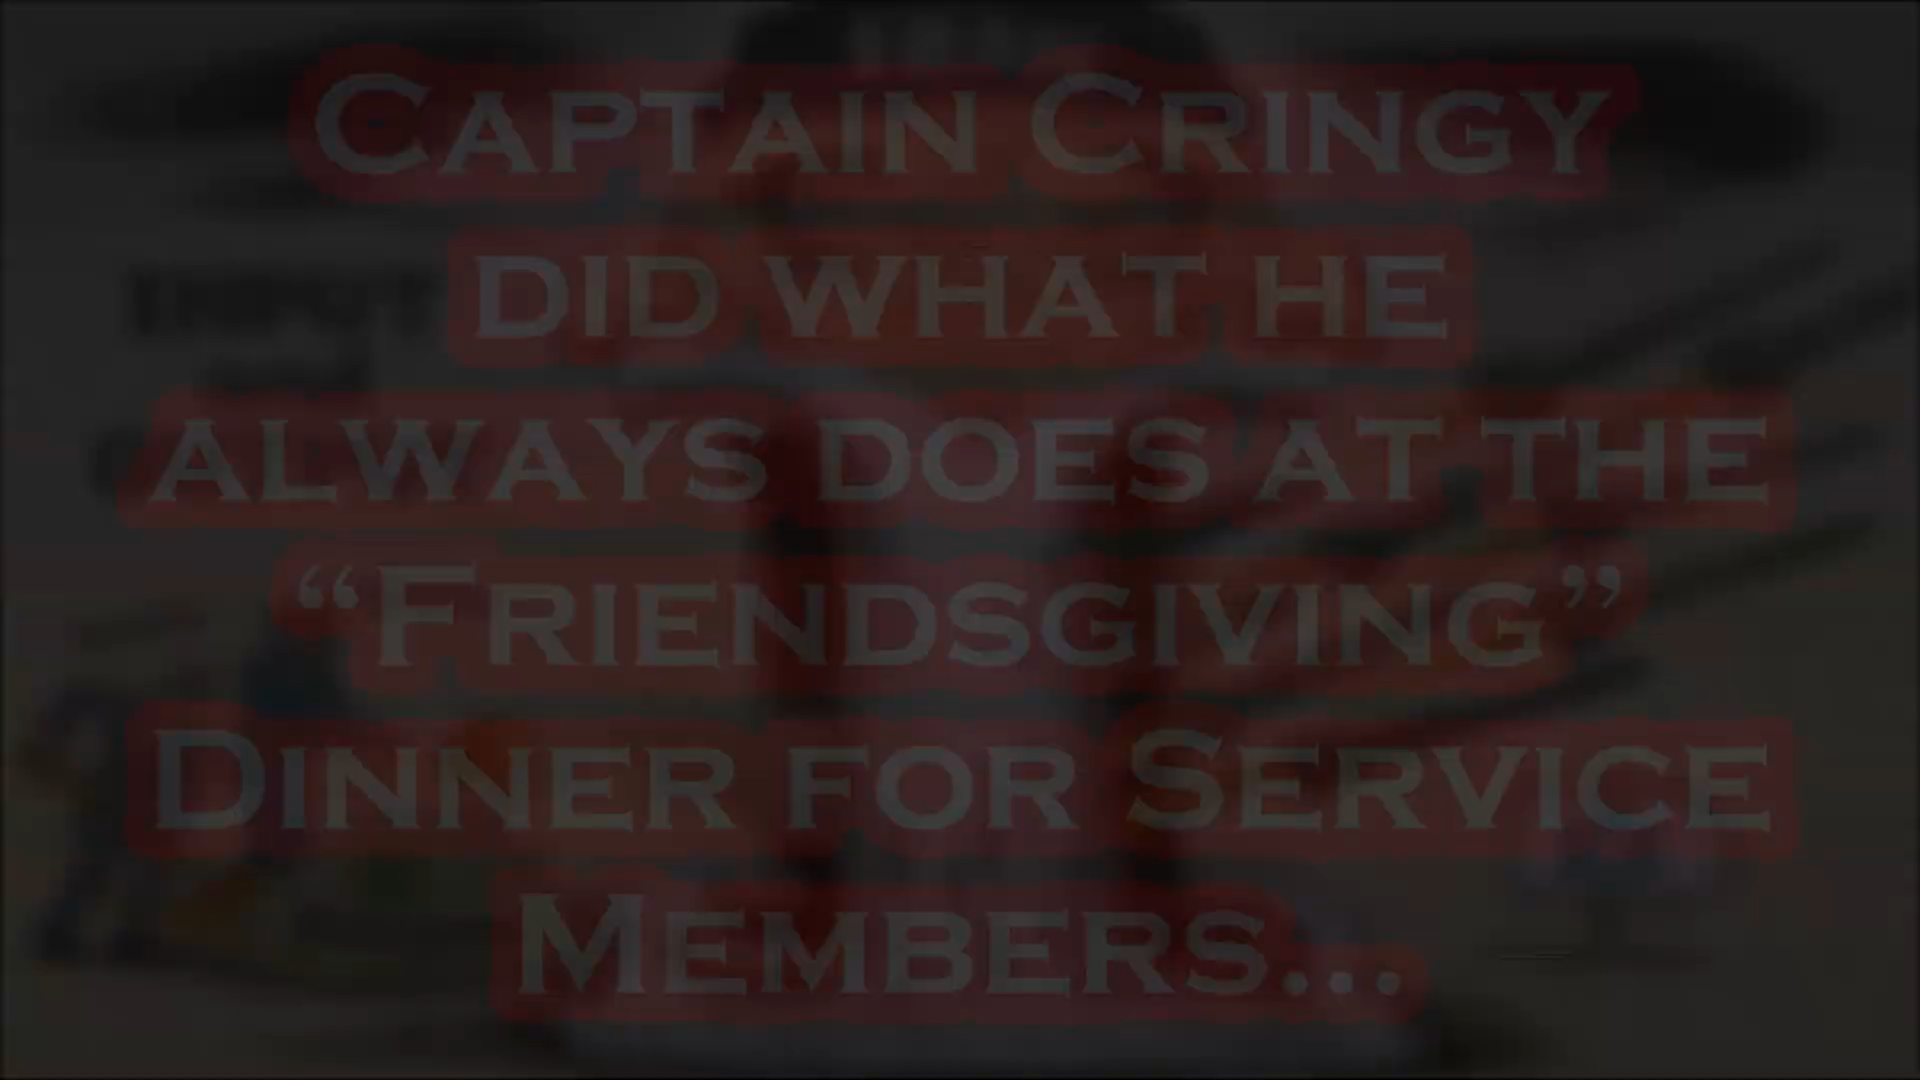 Captain Cringy
did what he
always does at the
“Friendsgiving”
Dinner for Service
Members...